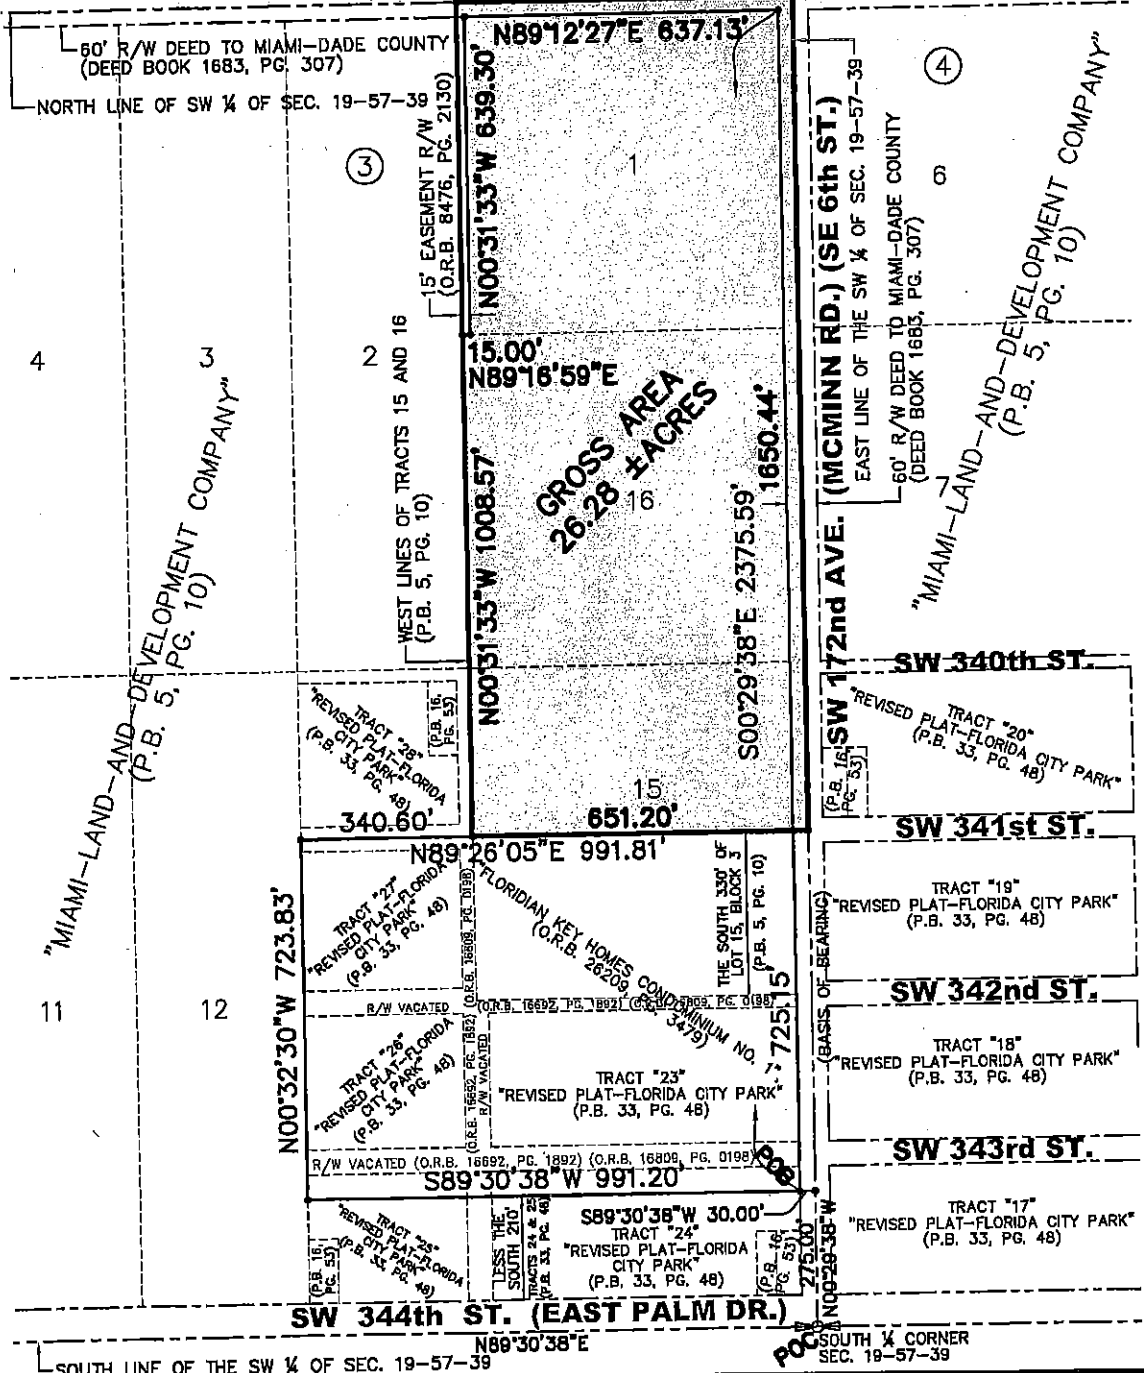 N89°12'27"E 637.13'
60' R/W DEED TO MIAMI-DADE COUNTY
(DEED BOOK 1683, PG. 307)
NORTH LINE OF SW ¼ OF SEC. 19-57-39
3
15' EASEMENT R/W
(O.R.B. 8476, PG. 2130)
N00°31'33"W 639.30'
1
4
6
EAST LINE OF THE SW ¼ OF SEC. 19-57-39
60' R/W DEED TO MIAMI-DADE COUNTY
(DEED BOOK 1683, PG. 307)
SW 172nd AVE. (MCMINN RD.) (SE 6th ST.)
"MIAMI-LAND-AND-DEVELOPMENT COMPANY"
(P.B. 5, PG. 10)
4
3
2
WEST LINES OF TRACTS 15 AND 16
(P.B. 5, PG. 10)
15.00'
N89°16'59"E
GROSS AREA
26.28 ±ACRES
16
1650.44'
S00°29'38"E 2375.59'
N00°31'33"W 1008.57'
7
"MIAMI-LAND-AND-DEVELOPMENT COMPANY"
(P.B. 5, PG. 10)
SW 340th ST.
TRACT "28"
"REVISED PLAT-FLORIDA
CITY PARK"
(P.B. 33, PG. 48)
(P.B. 16,
PG. 53)
TRACT "20"
"REVISED PLAT-FLORIDA CITY PARK"
(P.B. 33, PG. 48)
(P.B. 16,
PG. 53)
15
340.60'
651.20'
SW 341st ST.
N89°26'05"E 991.81'
N00°32'30"W 723.83'
TRACT "27"
"REVISED PLAT-FLORIDA
CITY PARK"
(P.B. 33, PG. 48)
(O.R.B. 16809, PG. 0198)
"FLORIDIAN KEY HOMES CONDOMINIUM NO. 1"
(O.R.B. 26209, PG. 3479)
THE SOUTH 330' OF
LOT 15, BLOCK 3
(P.B. 5, PG. 10)
725.15'
(BASIS OF BEARING)
TRACT "19"
"REVISED PLAT-FLORIDA CITY PARK"
(P.B. 33, PG. 48)
SW 342nd ST.
11
12
R/W VACATED
(O.R.B. 16692, PG. 1892) (O.R.B. 16809, PG. 0198)
TRACT "26"
"REVISED PLAT-FLORIDA
CITY PARK"
(P.B. 33, PG. 48)
(O.R.B. 16692, PG. 1892)
R/W VACATED
TRACT "23"
"REVISED PLAT-FLORIDA CITY PARK"
(P.B. 33, PG. 48)
TRACT "18"
"REVISED PLAT-FLORIDA CITY PARK"
(P.B. 33, PG. 48)
SW 343rd ST.
R/W VACATED (O.R.B. 16692, PG. 1892) (O.R.B. 16809, PG. 0198)
POB
S89°30'38"W 991.20'
S89°30'38"W 30.00'
TRACT "25"
"REVISED PLAT-FLORIDA
CITY PARK"
(P.B. 33, PG. 48)
(P.B. 16,
PG. 53)
LESS THE
SOUTH 210'
TRACTS 24 & 25
(P.B. 33, PG. 48)
TRACT "24"
"REVISED PLAT-FLORIDA
CITY PARK"
(P.B. 33, PG. 48)
(P.B. 16,
PG. 53)
275.00'
N00°29'38"W
TRACT "17"
"REVISED PLAT-FLORIDA CITY PARK"
(P.B. 33, PG. 48)
SW 344th ST. (EAST PALM DR.)
N89°30'38"E
POC
SOUTH ¼ CORNER
SEC. 19-57-39
SOUTH LINE OF THE SW ¼ OF SEC. 19-57-39